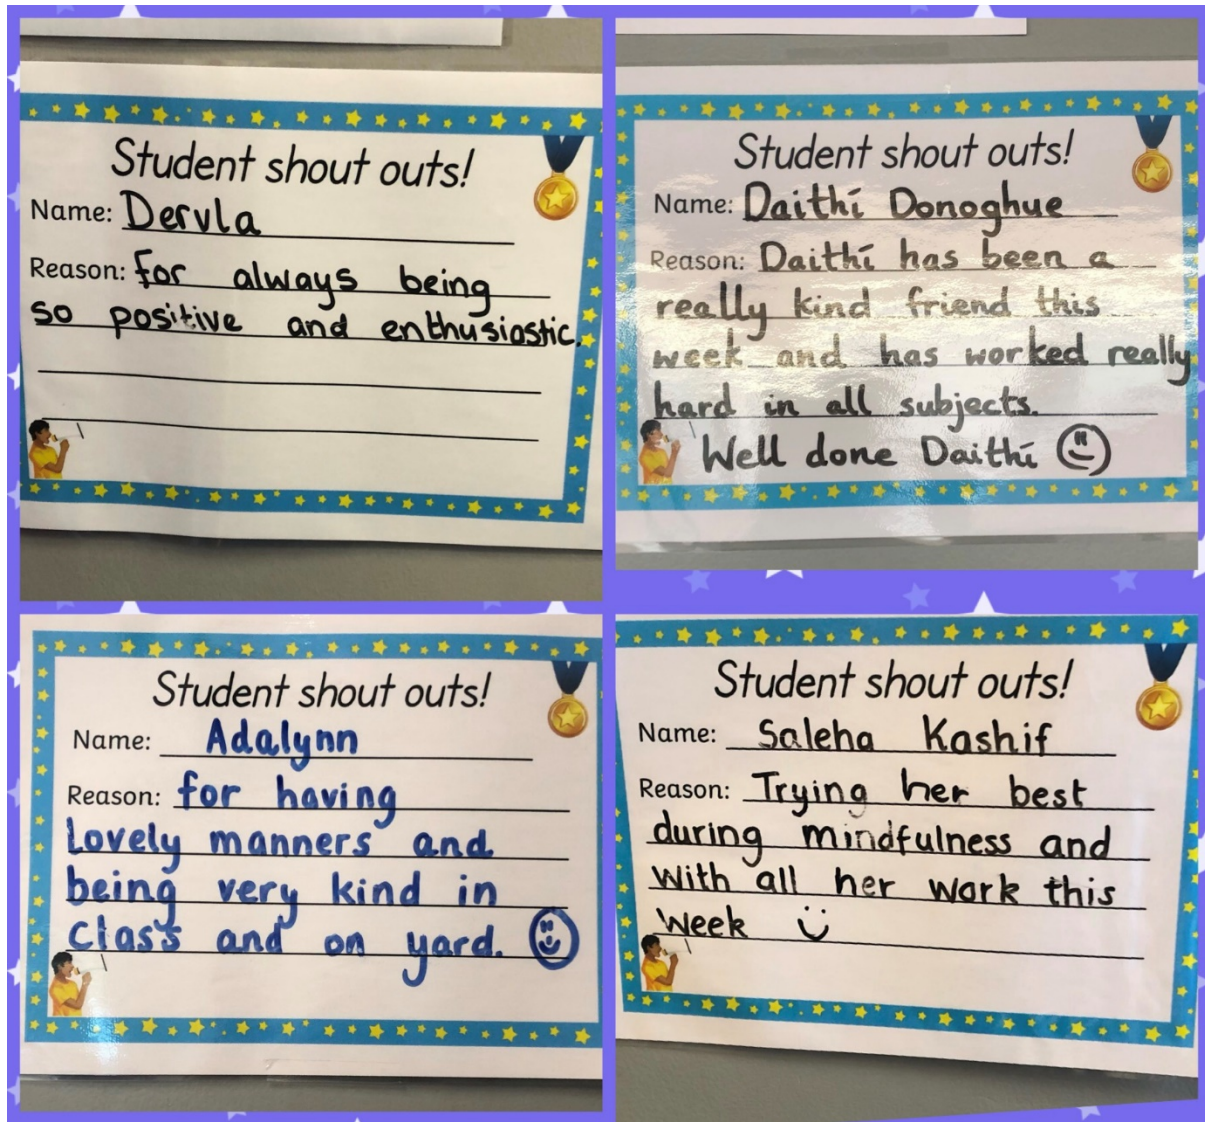 Student shout outs!
Name: Dervla
Reason: for always being
so positive and enthusiastic.
Student shout outs!
Name: Daithí Donoghue
Reason: Daithí has been a
really kind friend this
week and has worked really
hard in all subjects.
Well done Daithí
Student shout outs!
Name: Adalynn
Reason: for having
Lovely manners and
being very kind in
class and on yard.
Student shout outs!
Name: Saleha Kashif
Reason: Trying her best
during mindfulness and
with all her work this
week